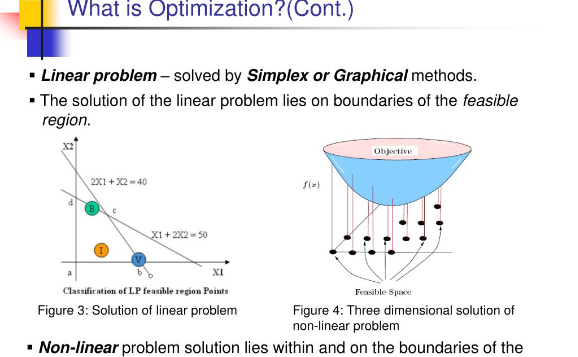 What is Optimization?(Cont.)
▪ Linear problem – solved by Simplex or Graphical methods.
▪ The solution of the linear problem lies on boundaries of the feasible
region.
X2
2X1 + X2 = 40
d
B
c
X1 + 2X2 = 50
I
V
a
b
X1
Classification of LP feasible region Points
Objective
f(x)
Feasible Space
Figure 3: Solution of linear problem
Figure 4: Three dimensional solution of
non-linear problem
▪ Non-linear problem solution lies within and on the boundaries of the